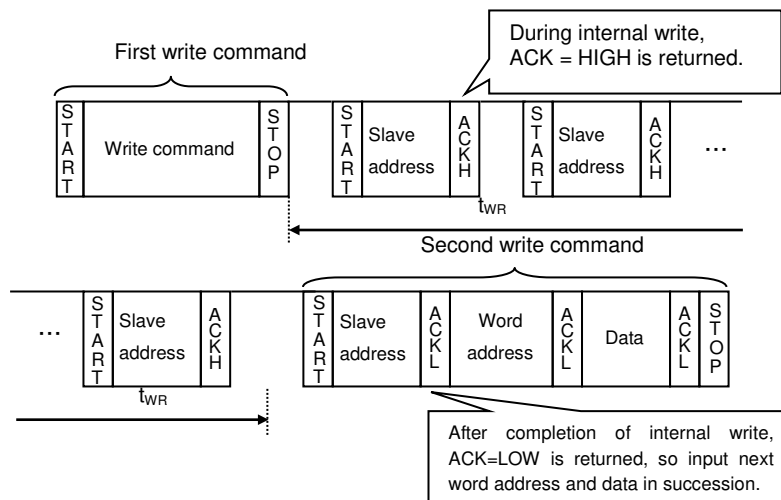 First write command
During internal write,
ACK = HIGH is returned.
START
Write command
STOP
START
Slave
address
ACKH
START
Slave
address
ACKH
...
tWR
Second write command
...
START
Slave
address
ACKH
START
Slave
address
ACKL
Word
address
ACKL
Data
ACKL
STOP
tWR
After completion of internal write,
ACK=LOW is returned, so input next
word address and data in succession.